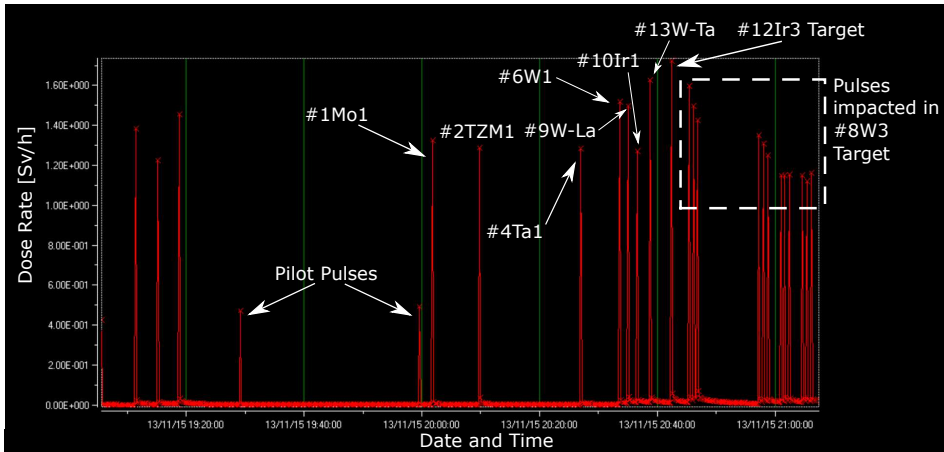 #13W-Ta
#12Ir3 Target
#10Ir1
#6W1
Pulses
impacted in
#8W3
Target
#1Mo1
#2TZM1
#9W-La
#4Ta1
Pilot Pulses
Dose Rate [Sv/h]
1.60E+000
1.40E+000
1.20E+000
1.00E+000
8.00E-001
6.00E-001
4.00E-001
2.00E-001
0.00E+000
13/11/15 19:20:00
13/11/15 19:40:00
13/11/15 20:00:00
13/11/15 20:20:00
13/11/15 20:40:00
13/11/15 21:00:00
Date and Time